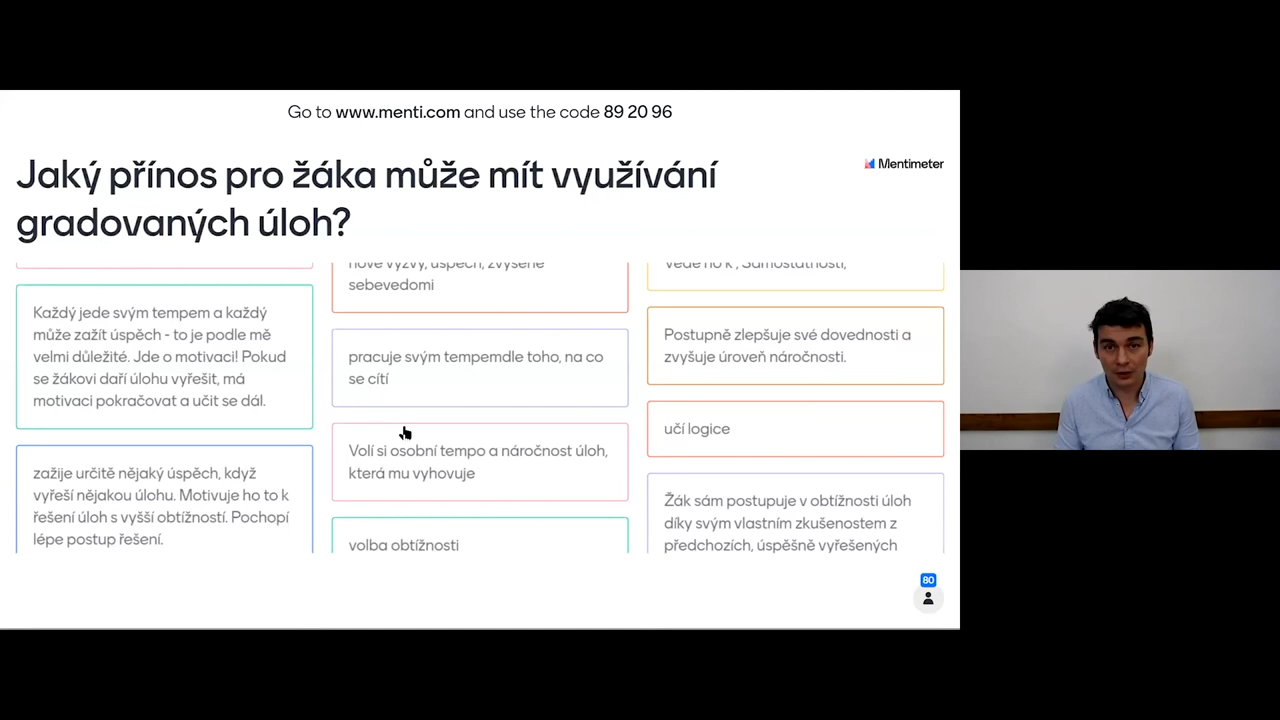 Go to www.menti.com and use the code 89 20 96
Jaký přínos pro žáka může mít využívání
gradovaných úloh?
Mentimeter
Každý jede svým tempem a každý
může zažít úspěch - to je podle mě
velmi důležité. Jde o motivaci! Pokud
se žákovi daří úlohu vyřešit, má
motivaci pokračovat a učit se dál.
zažije určitě nějaký úspěch, když
vyřeší nějakou úlohu. Motivuje ho to k
řešení úloh s vyšší obtížností. Pochopí
lépe postup řešení.
nové výzvy, úspěch, zvýšené
sebevedomi
pracuje svým tempemdle toho, na co
se cítí
Volí si osobní tempo a náročnost úloh,
která mu vyhovuje
volba obtížnosti
Vede ho k , Samostatnosti,
Postupně zlepšuje své dovednosti a
zvyšuje úroveň náročnosti.
učí logice
Žák sám postupuje v obtížnosti úloh
díky svým vlastním zkušenostem z
předchozích, úspěšně vyřešených
80